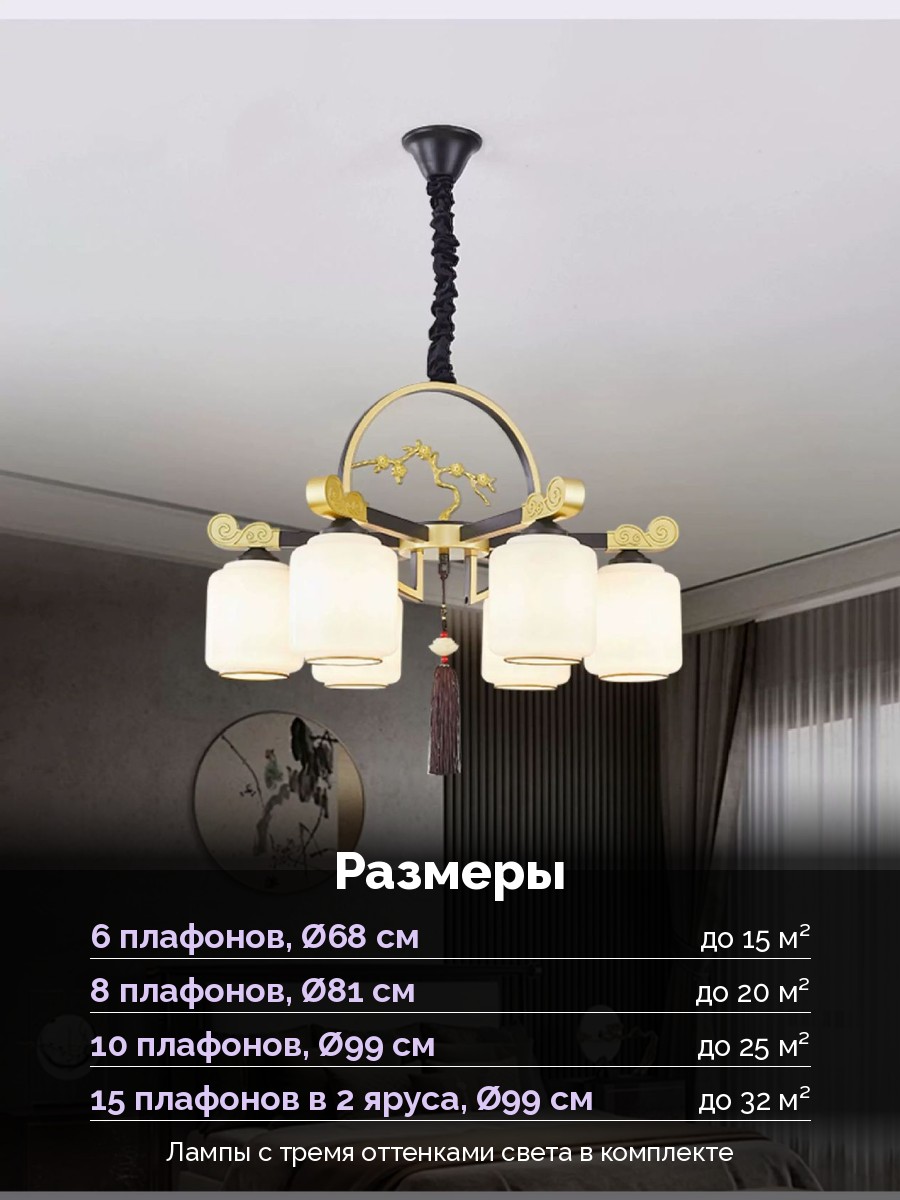 Размеры
6 плафонов, Ø68 см до 15 м²
8 плафонов, Ø81 см до 20 м²
10 плафонов, Ø99 см до 25 м²
15 плафонов в 2 яруса, Ø99 см до 32 м²
Лампы с тремя оттенками света в комплекте